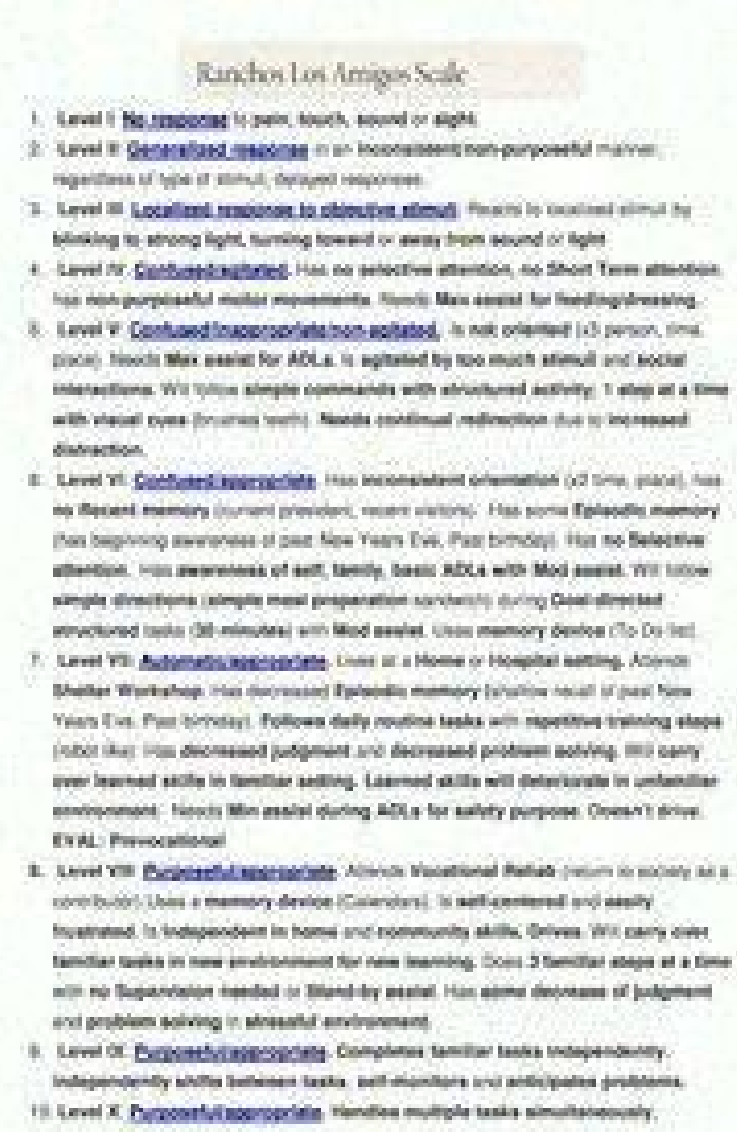 Ranchos Los Amigos Scale
1. Level I: No response to pain, touch, sound or sight.
2. Level II: Generalized response in an inconsistent/non-purposeful manner,
regardless of type of stimuli, delayed responses.
3. Level III: Localized response to objective stimuli. Reacts to localized stimuli by
blinking to strong light, turning toward or away from sound or light
4. Level IV: Confused/agitated. Has no selective attention, no Short Term attention,
has non-purposeful motor movements. Needs Max assist for feeding/dressing.
5. Level V: Confused/inappropriate/non-agitated. Is not oriented (x3 person, time,
place). Needs Max assist for ADLs. Is agitated by too much stimuli and social
interactions. Will follow simple commands with structured activity; 1 step at a time
with visual cues (brushes teeth). Needs continual redirection due to increased
distraction.
6. Level VI: Confused/appropriate. Has inconsistent orientation (x2 time, place), has
no Recent memory (current president, recent visitors). Has some Episodic memory
(has beginning awareness of past New Years Eve, Past birthday). Has no Selective
attention. Has awareness of self, family, basic ADLs with Mod assist. Will follow
simple directions (simple meal preparation sandwich) during Goal-directed
structured tasks (30-minutes) with Mod assist. Uses memory device (To Do list).
7. Level VII: Automatic/appropriate. Lives at a Home or Hospital setting. Attends
Shelter Workshop. Has decreased Episodic memory (shallow recall of past New
Years Eve, Past birthday). Follows daily routine tasks with repetitive training steps
(robot like). Has decreased judgment and decreased problem solving. Will carry
over learned skills in familiar setting. Learned skills will deteriorate in unfamiliar
environment. Needs Min assist during ADLs for safety purpose. Doesn't drive.
EVAL: Prevocational
8. Level VIII: Purposeful/appropriate. Attends Vocational Rehab (return to society as a
contributor). Uses a memory device (Calendars). Is self-centered and easily
frustrated. Is Independent in home and community skills. Drives. Will carry over
familiar tasks in new environment for new learning. Does 3 familiar steps at a time
with no Supervision needed or Stand-by assist. Has some decrease of judgment
and problem solving in stressful environment.
9. Level IX: Purposeful/appropriate. Completes familiar tasks independently.
Independently shifts between tasks, self-monitors and anticipates problems.
10. Level X: Purposeful/appropriate. Handles multiple tasks simultaneously.